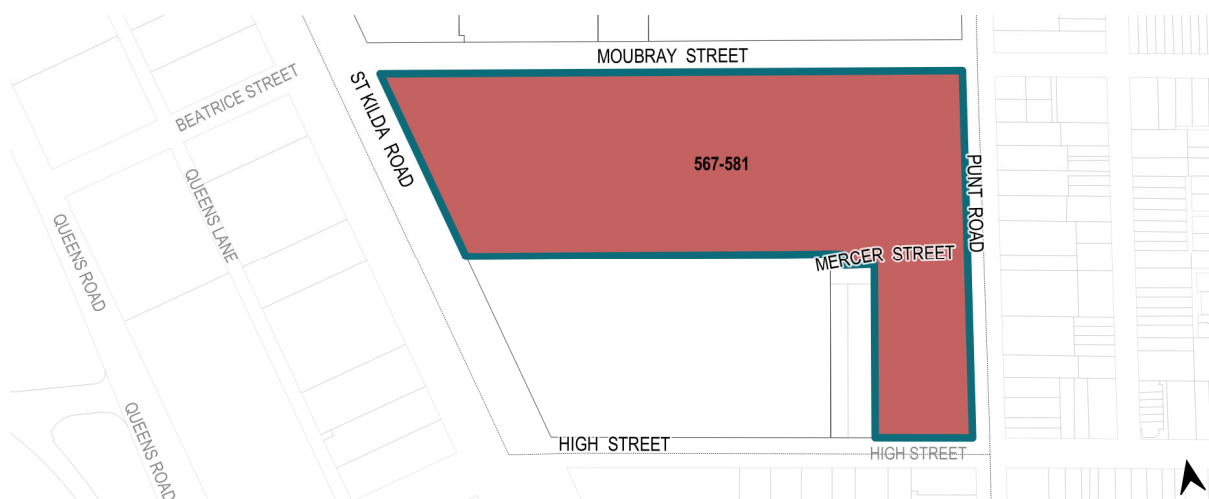 MOUBRAY STREET
BEATRICE STREET
ST KILDA ROAD
567-581
PUNT ROAD
QUEENS LANE
QUEENS ROAD
MERCER STREET
QUEENS ROAD
HIGH STREET
HIGH STREET